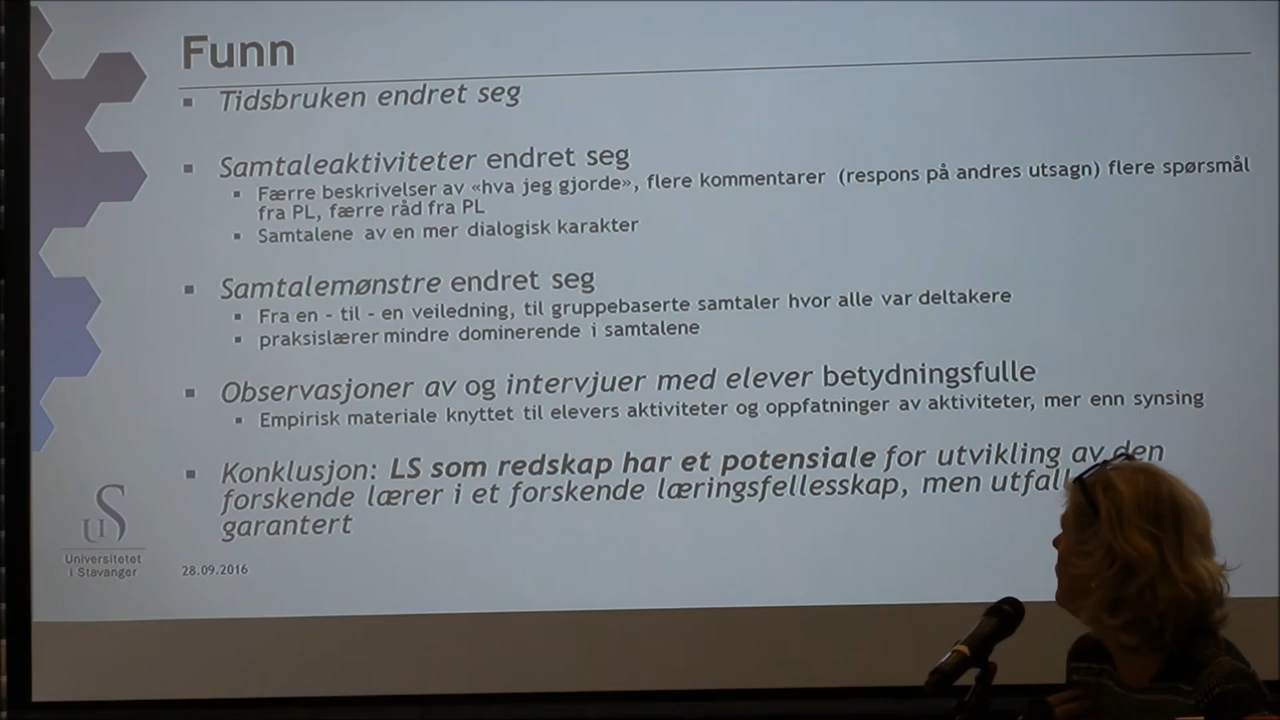 Funn
Tidsbruken endret seg
Samtaleaktiviteter endret seg
Færre beskrivelser av «hva jeg gjorde», flere kommentarer (respons på andres utsagn) flere spørsmål
fra PL, færre råd fra PL
Samtalene av en mer dialogisk karakter
Samtalemønstre endret seg
Fra en - til - en veiledning, til gruppebaserte samtaler hvor alle var deltakere
praksislærer mindre dominerende i samtalene
Observasjoner av og intervjuer med elever betydningsfulle
Empirisk materiale knyttet til elevers aktiviteter og oppfatninger av aktiviteter, mer enn synsing
Konklusjon: LS som redskap har et potensiale for utvikling av den
forskende lærer i et forskende læringsfellesskap, men
garantert
US
Universitetet
i Stavanger
28.09.2016